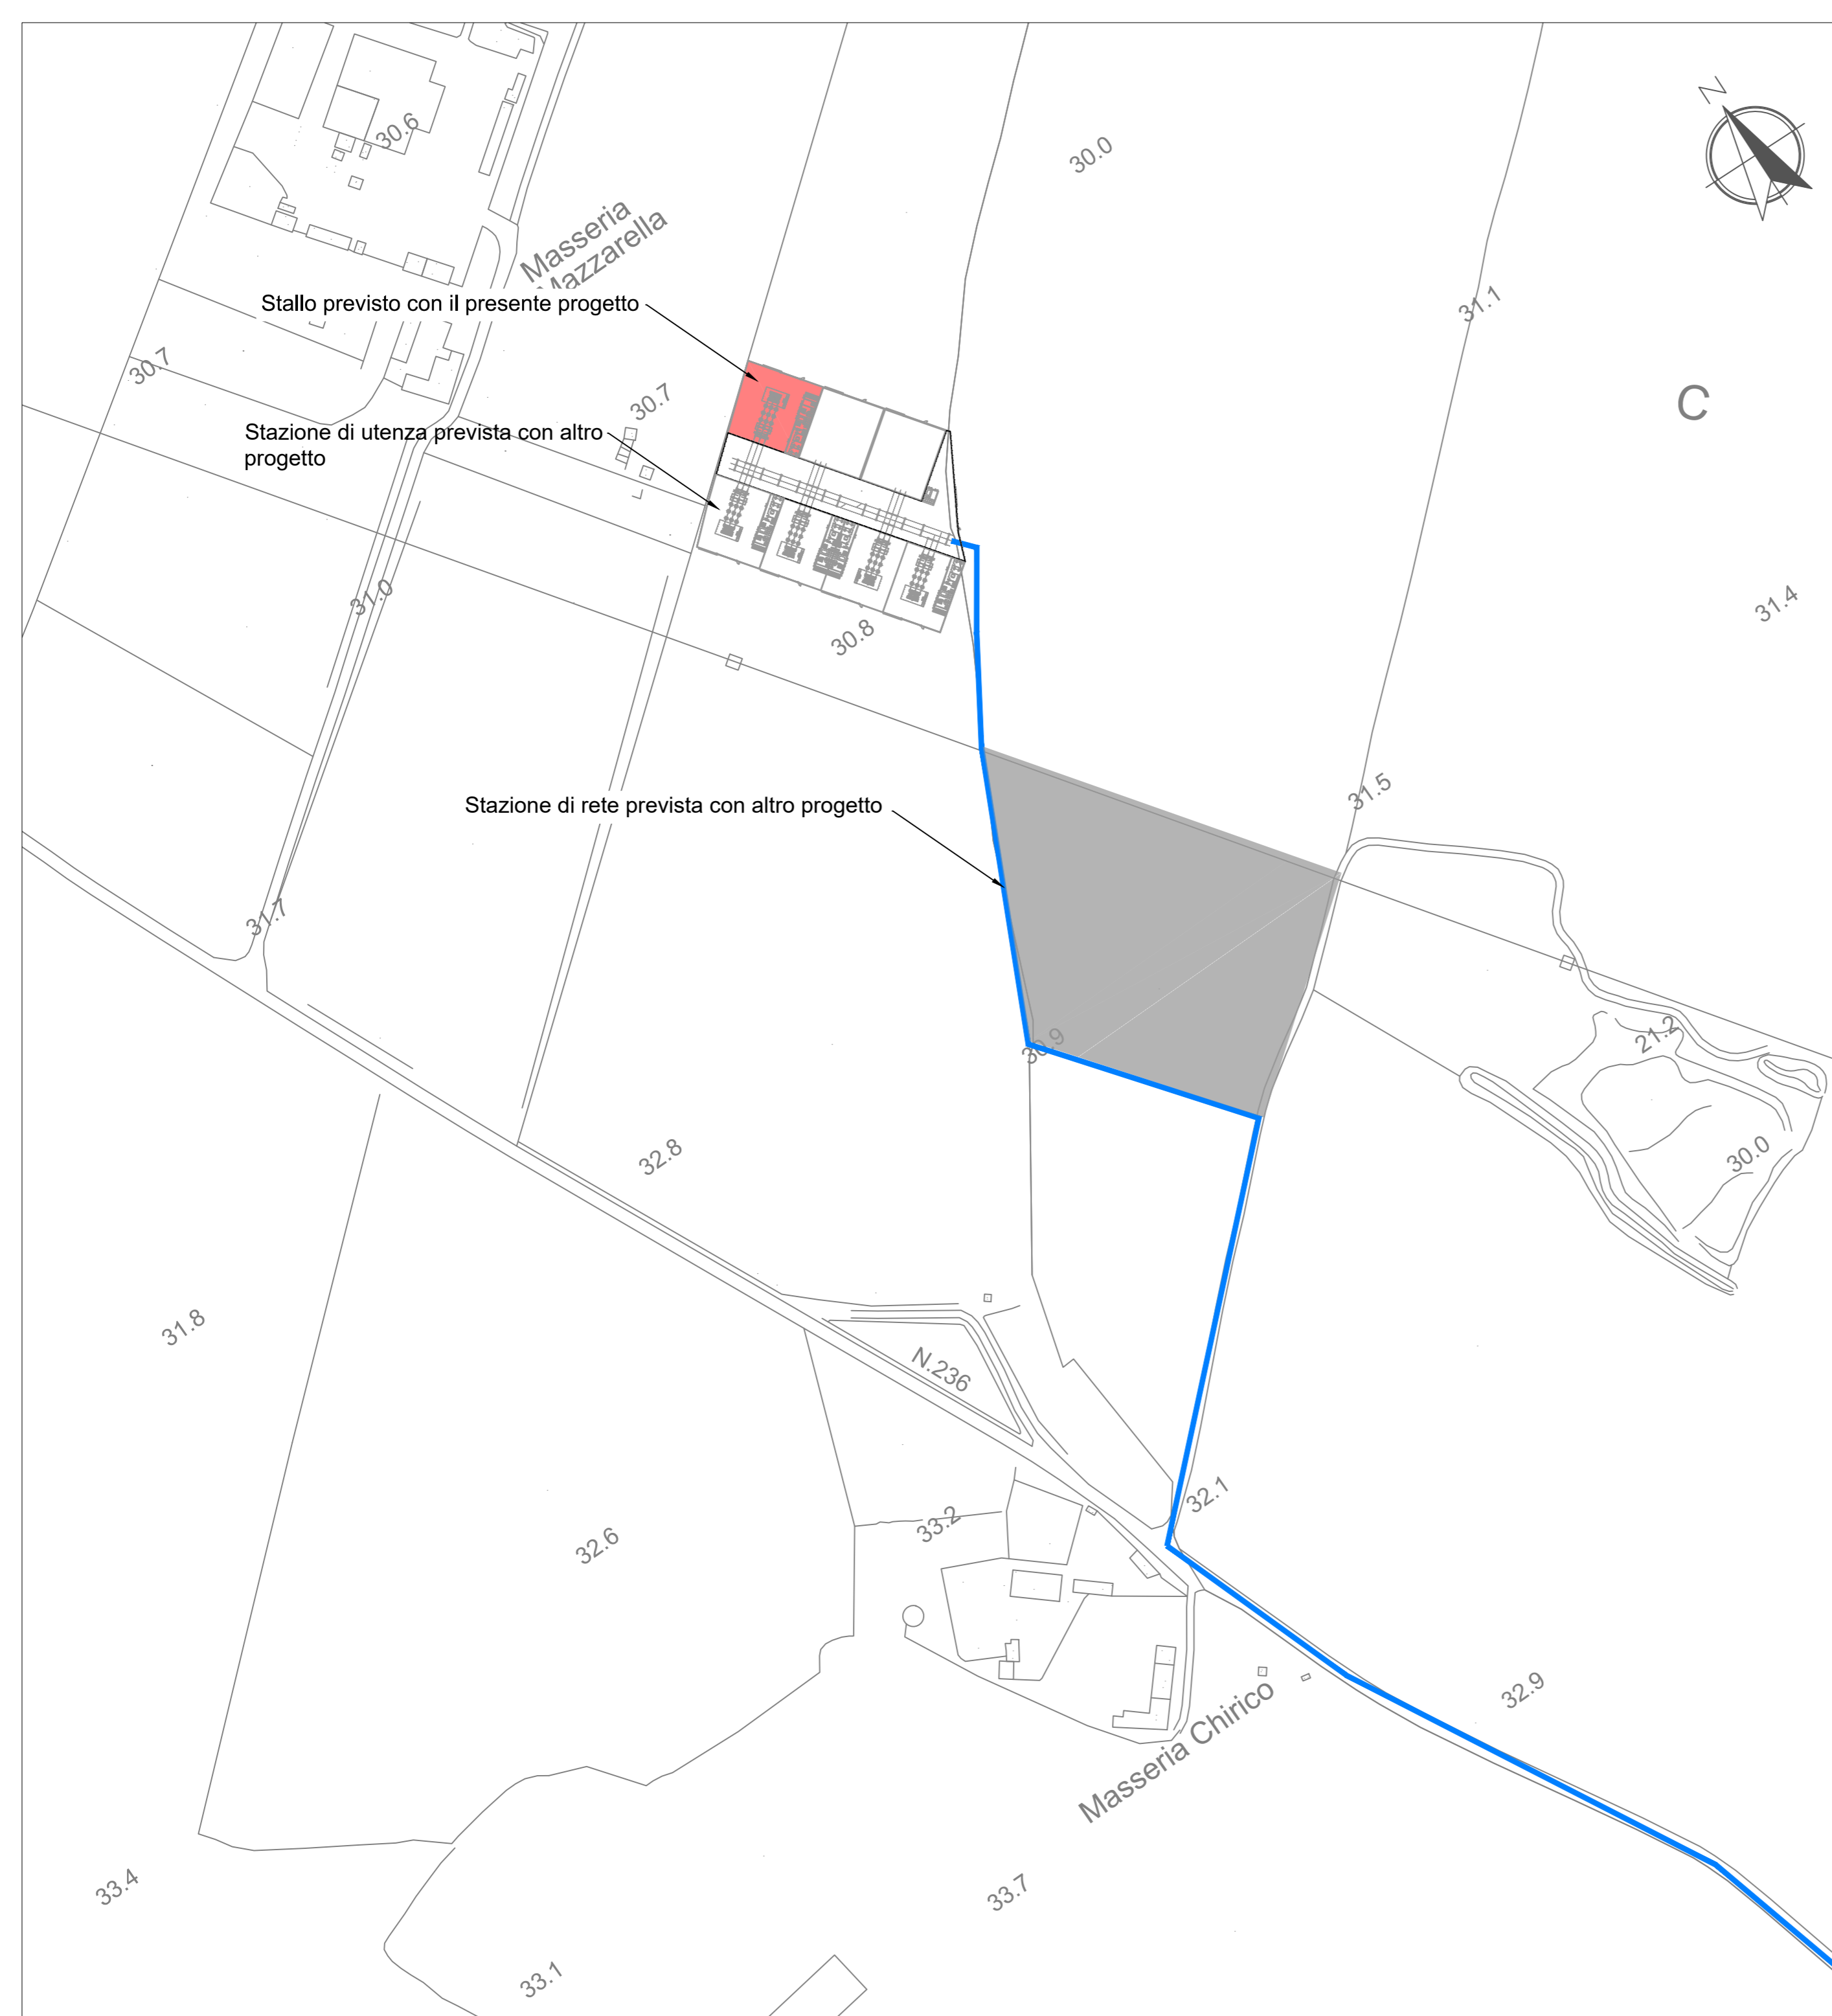 N
30.6
30.0
Masseria
Mazzarella
Stallo previsto con il presente progetto
31.1
30.7
30.7
C
Stazione di utenza prevista con altro
progetto
31.0
31.4
30.8
31.5
Stazione di rete prevista con altro progetto
31.7
30.9
21.2
32.8
30.0
31.8
N.236
32.1
33.2
32.6
32.9
Masseria Chirico
33.4
33.7
33.1